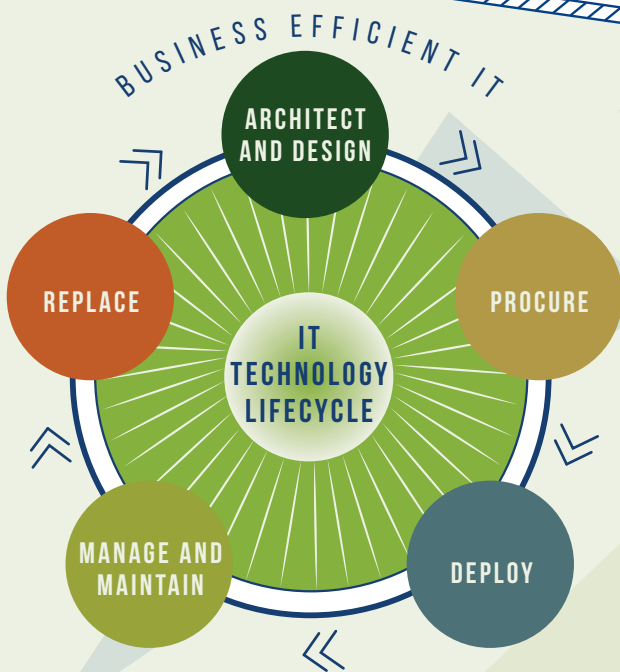 BUSINESS EFFICIENT IT
ARCHITECT
AND DESIGN
PROCURE
DEPLOY
MANAGE AND
MAINTAIN
REPLACE
IT
TECHNOLOGY
LIFECYCLE